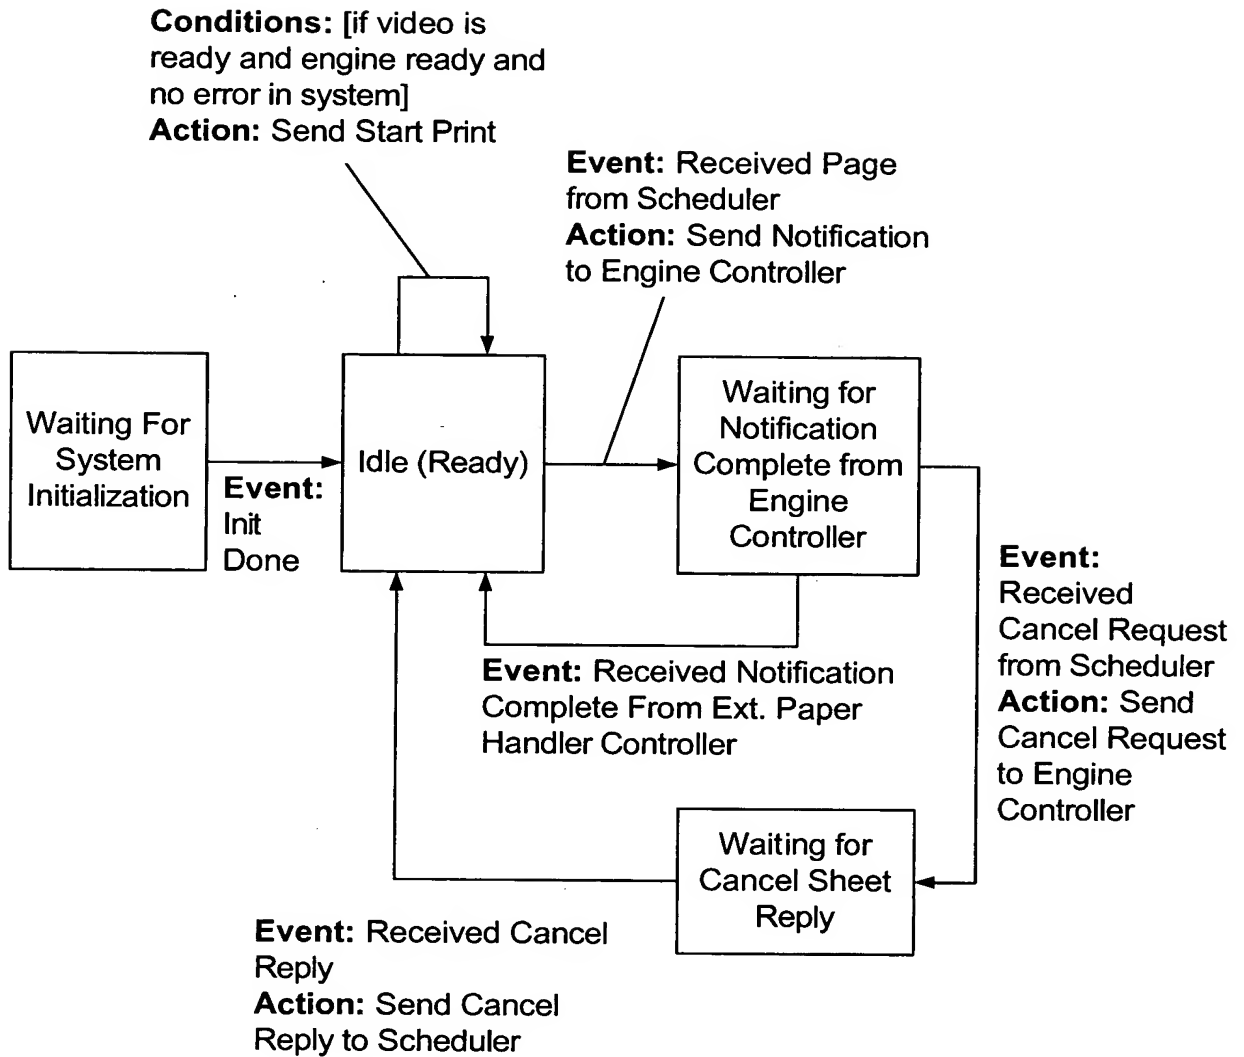 Conditions: [if video is
ready and engine ready and
no error in system]
Action: Send Start Print
Event: Received Page
from Scheduler
Action: Send Notification
to Engine Controller
Waiting For
System
Initialization
Event:
Init
Done
Idle (Ready)
Waiting for
Notification
Complete from
Engine
Controller
Event: Received Notification
Complete From Ext. Paper
Handler Controller
Event:
Received
Cancel Request
from Scheduler
Action: Send
Cancel Request
to Engine
Controller
Waiting for
Cancel Sheet
Reply
Event: Received Cancel
Reply
Action: Send Cancel
Reply to Scheduler